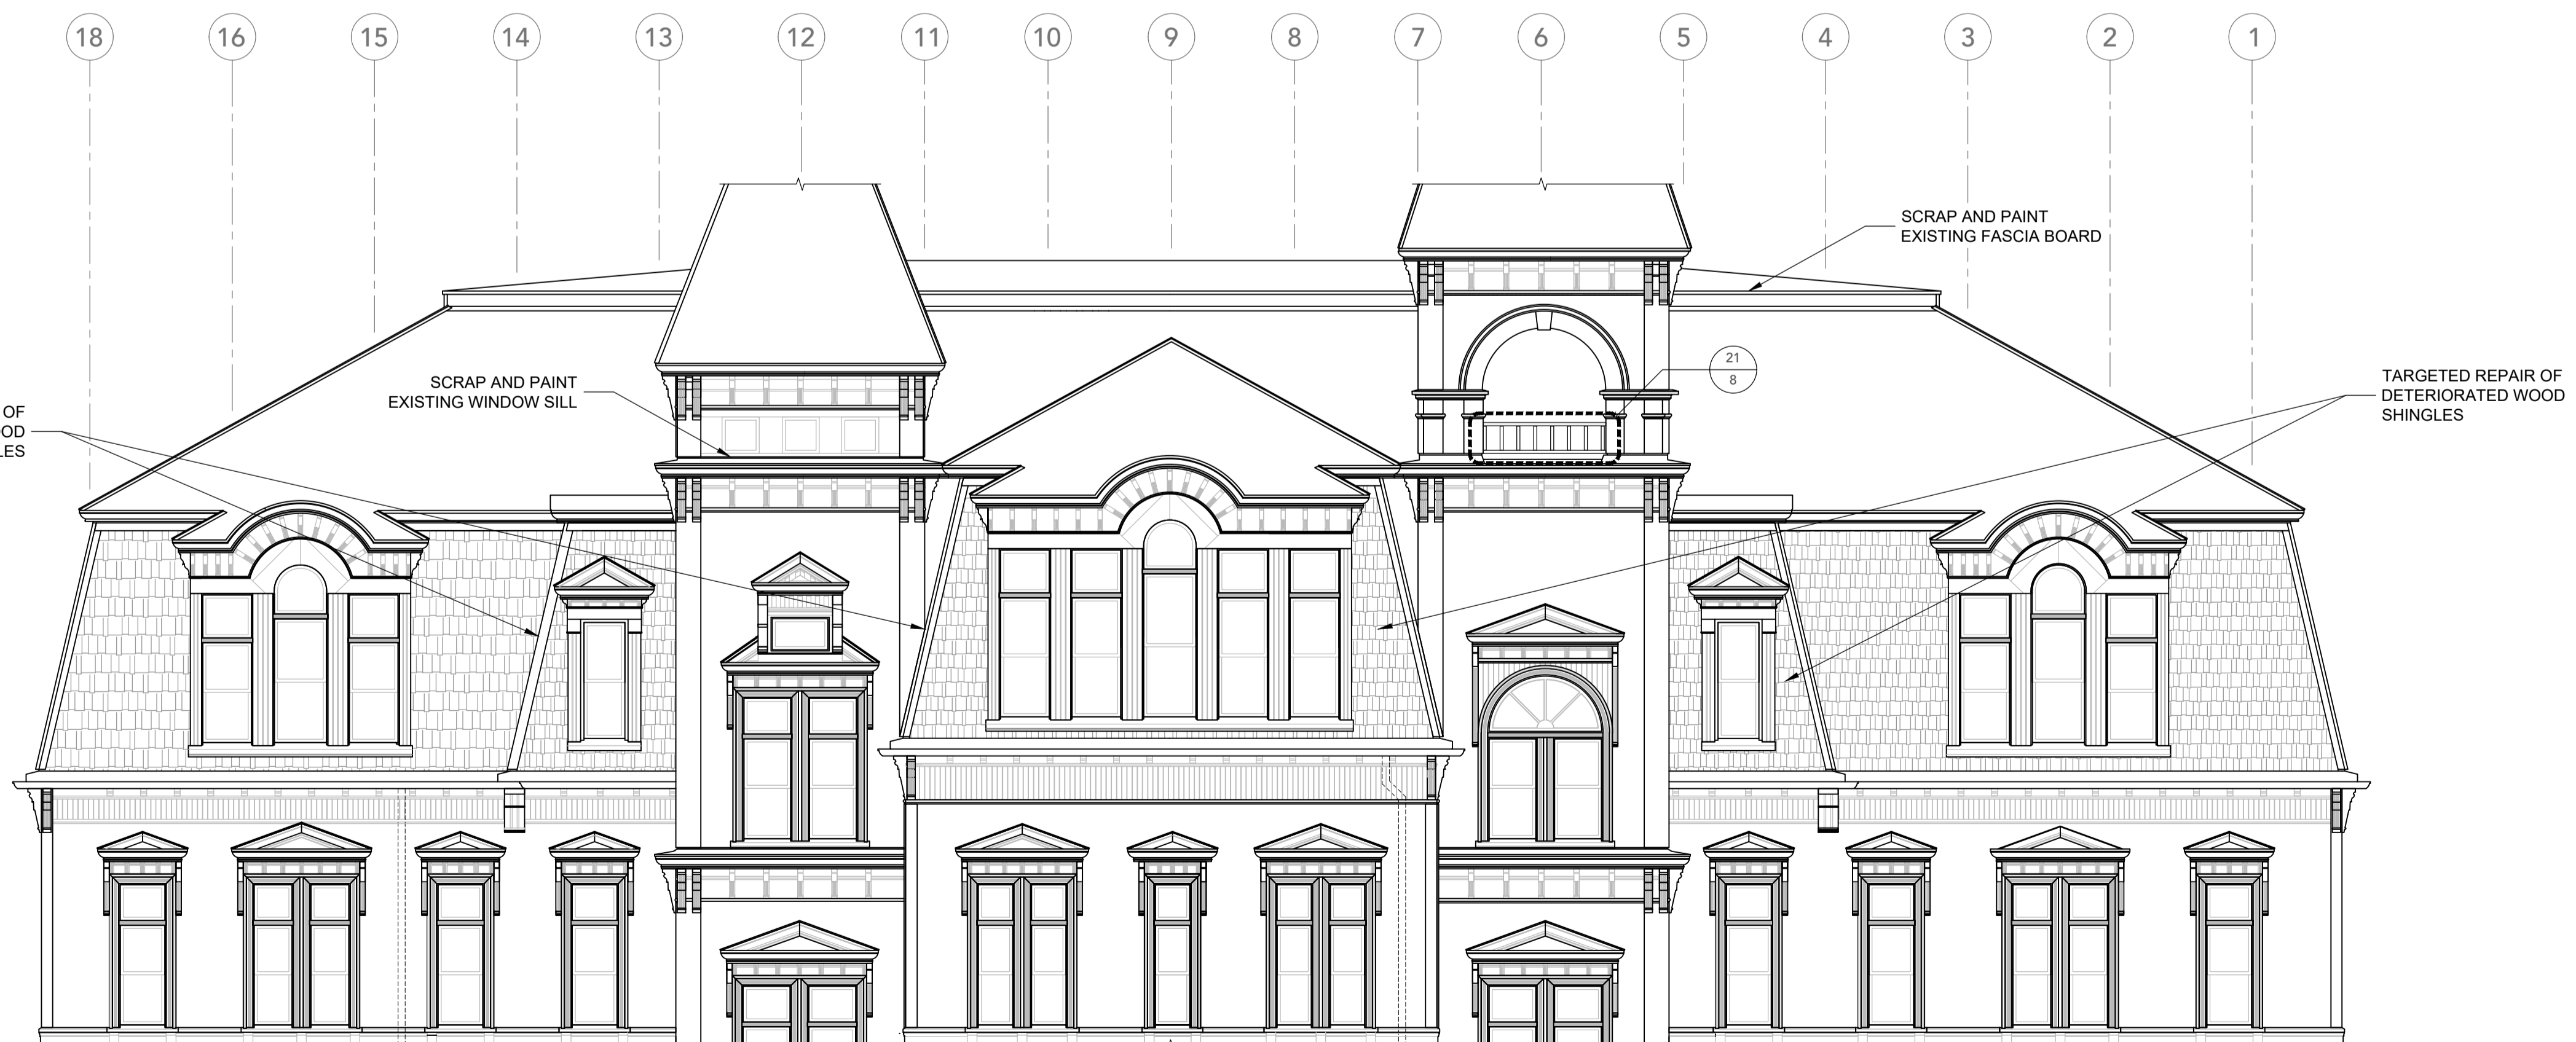 18 16 15 14 13 12 11 10 9 8 7 6 5 4 3 2 1
SCRAP AND PAINT
EXISTING FASCIA BOARD
21
8
SCRAP AND PAINT
EXISTING WINDOW SILL
TARGETED REPAIR OF
DETERIORATED WOOD
SHINGLES
OF
OOD
LES